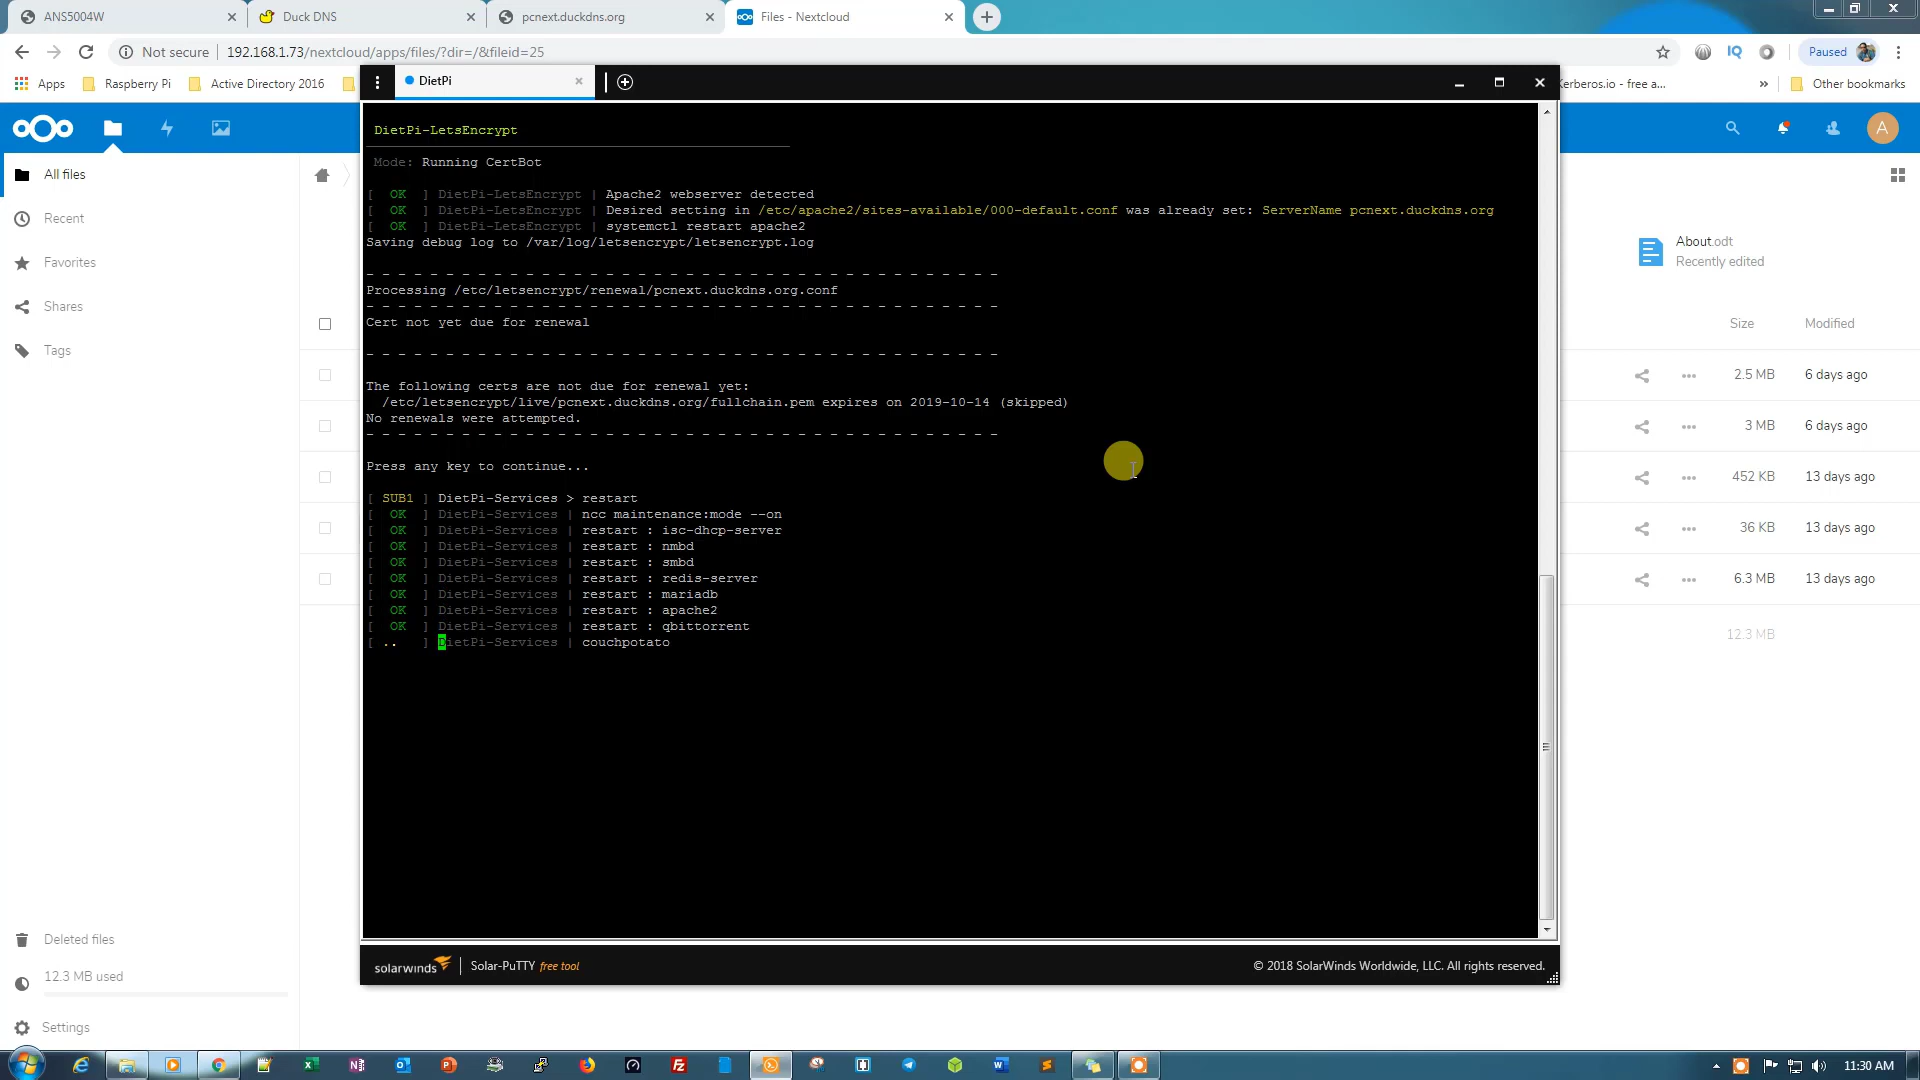 ANS5004W
Duck DNS
pcnext.duckdns.org
Files - Nextcloud
Not secure
192.168.1.73/nextcloud/apps/files/?dir=/&fileid=25
IQ
Paused
Apps
Raspberry Pi
Active Directory 2016
Kerberos.io - free a...
»
Other bookmarks
DietPi
A
All files
Recent
Favorites
Shares
Tags
Deleted files
12.3 MB used
Settings
DietPi-LetsEncrypt
Mode: Running CertBot
[ OK ] DietPi-LetsEncrypt | Apache2 webserver detected
[ OK ] DietPi-LetsEncrypt | Desired setting in /etc/apache2/sites-available/000-default.conf was already set: ServerName pcnext.duckdns.org
[ OK ] DietPi-LetsEncrypt | systemctl restart apache2
Saving debug log to /var/log/letsencrypt/letsencrypt.log
- - - - - - - - - - - - - - - - - - - - - - - - - - - - - - - - - - - - - - - -
Processing /etc/letsencrypt/renewal/pcnext.duckdns.org.conf
- - - - - - - - - - - - - - - - - - - - - - - - - - - - - - - - - - - - - - - -
Cert not yet due for renewal
- - - - - - - - - - - - - - - - - - - - - - - - - - - - - - - - - - - - - - - -
The following certs are not due for renewal yet:
/etc/letsencrypt/live/pcnext.duckdns.org/fullchain.pem expires on 2019-10-14 (skipped)
No renewals were attempted.
- - - - - - - - - - - - - - - - - - - - - - - - - - - - - - - - - - - - - - - -
Press any key to continue...
[ SUB1 ] DietPi-Services > restart
[ OK ] DietPi-Services | ncc maintenance:mode --on
[ OK ] DietPi-Services | restart : isc-dhcp-server
[ OK ] DietPi-Services | restart : nmbd
[ OK ] DietPi-Services | restart : smbd
[ OK ] DietPi-Services | restart : redis-server
[ OK ] DietPi-Services | restart : mariadb
[ OK ] DietPi-Services | restart : apache2
[ OK ] DietPi-Services | restart : qbittorrent
[ .. ] DietPi-Services | couchpotato
solarwinds
Solar-PuTTY free tool
© 2018 SolarWinds Worldwide, LLC. All rights reserved.
About.odt
Recently edited
Size Modified
2.5 MB 6 days ago
3 MB 6 days ago
452 KB 13 days ago
36 KB 13 days ago
6.3 MB 13 days ago
12.3 MB
11:30 AM